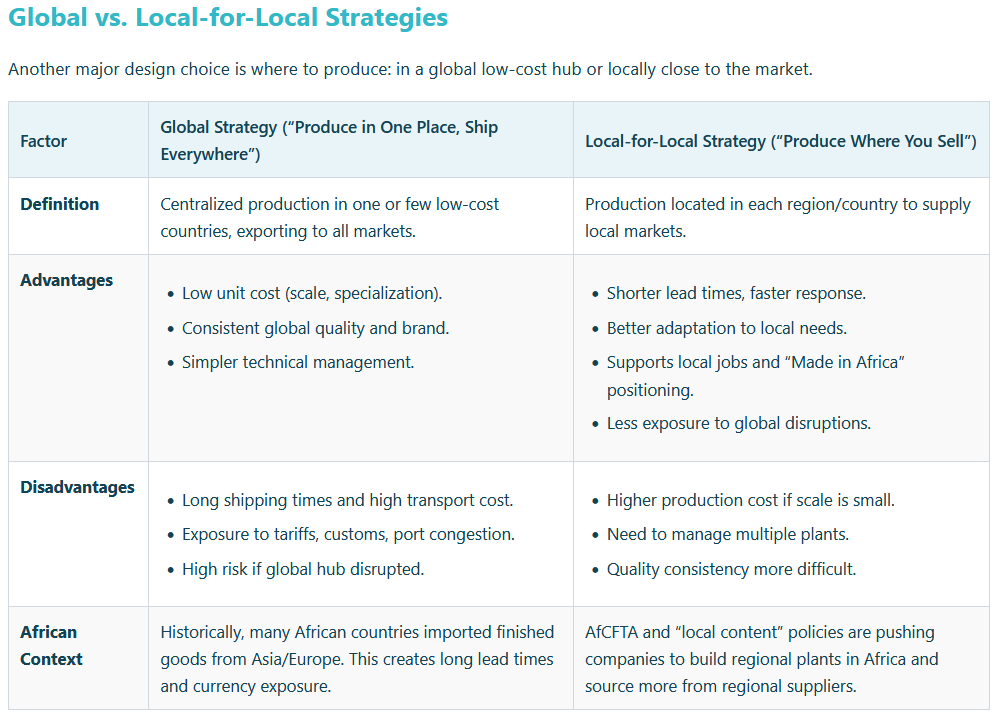 Global vs. Local-for-Local Strategies
Another major design choice is where to produce: in a global low-cost hub or locally close to the market.
Factor
Global Strategy (“Produce in One Place, Ship
Everywhere”)
Local-for-Local Strategy (“Produce Where You Sell”)
Definition
Centralized production in one or few low-cost
countries, exporting to all markets.
Production located in each region/country to supply
local markets.
Advantages
• Low unit cost (scale, specialization).
• Consistent global quality and brand.
• Simpler technical management.
• Shorter lead times, faster response.
• Better adaptation to local needs.
• Supports local jobs and “Made in Africa”
positioning.
• Less exposure to global disruptions.
Disadvantages
• Long shipping times and high transport cost.
• Exposure to tariffs, customs, port congestion.
• High risk if global hub disrupted.
• Higher production cost if scale is small.
• Need to manage multiple plants.
• Quality consistency more difficult.
African
Context
Historically, many African countries imported finished
goods from Asia/Europe. This creates long lead times
and currency exposure.
AfCFTA and “local content” policies are pushing
companies to build regional plants in Africa and
source more from regional suppliers.